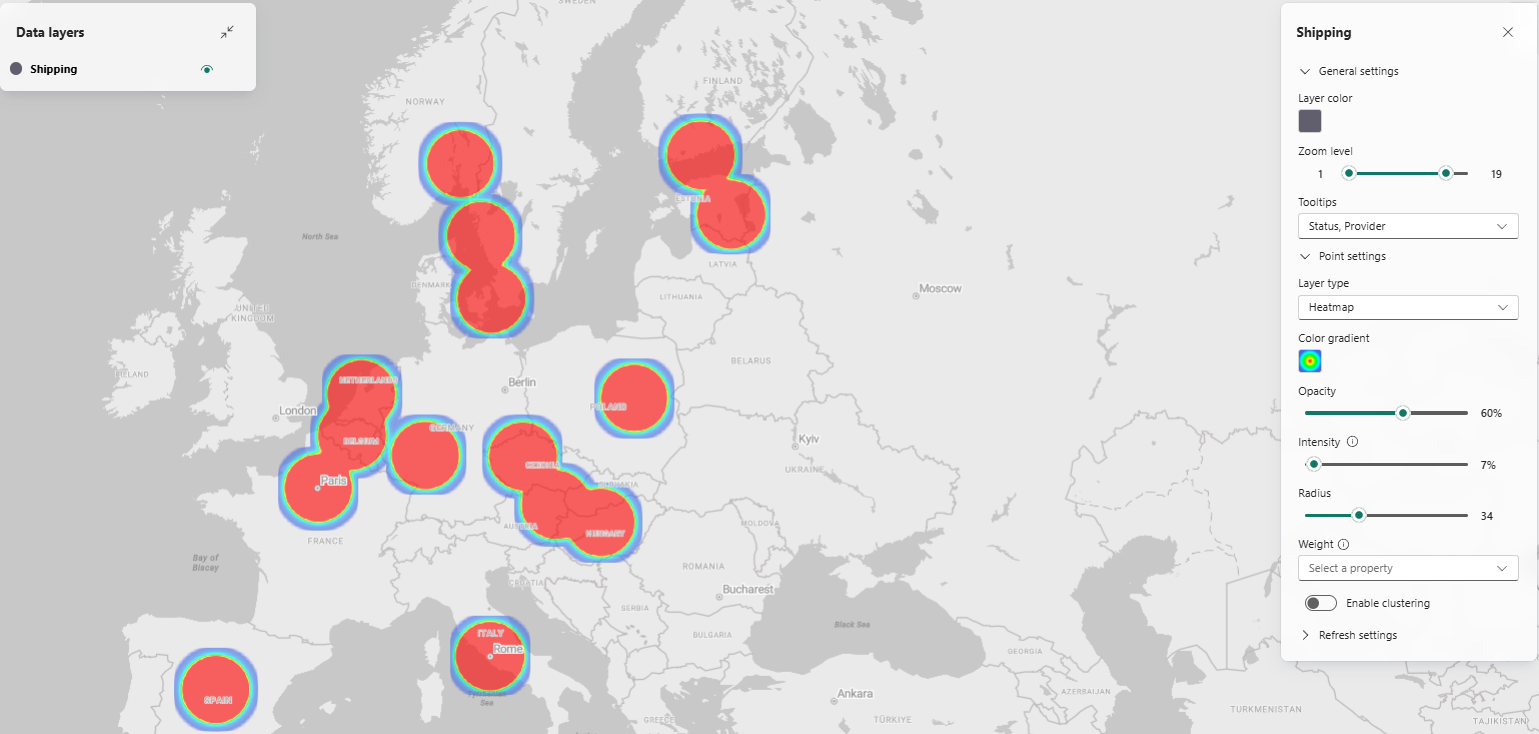 Data layers
Shipping
SWEDEN
FINLAND
NORWAY
ESTONIA
LATVIA
North Sea
DENMARK
LITHUANIA
Moscow
UNITED
KINGDOM
BELARUS
IRELAND
NETHERLANDS
Berlin
London
POLAND
GERMANY
BELGIUM
Kyiv
UKRAINE
CZECHIA
Paris
SLOVAKIA
AUSTRIA
MOLDOVA
HUNGARY
FRANCE
Bay of
Biscay
ROMANIA
CROATIA
Bucharest
SERBIA
Black Sea
ITALY
BULGARIA
Rome
GEORGIA
SPAIN
Tyrrhenian
Sea
Ankara
AZERBAIJAN
GREECE
TÜRKIYE
TURKMENISTAN
TAJIKISTAN
Shipping
General settings
Layer color
Zoom level
1 19
Tooltips
Status, Provider
Point settings
Layer type
Heatmap
Color gradient
Opacity
60%
Intensity
7%
Radius
34
Weight
Select a property
Enable clustering
Refresh settings